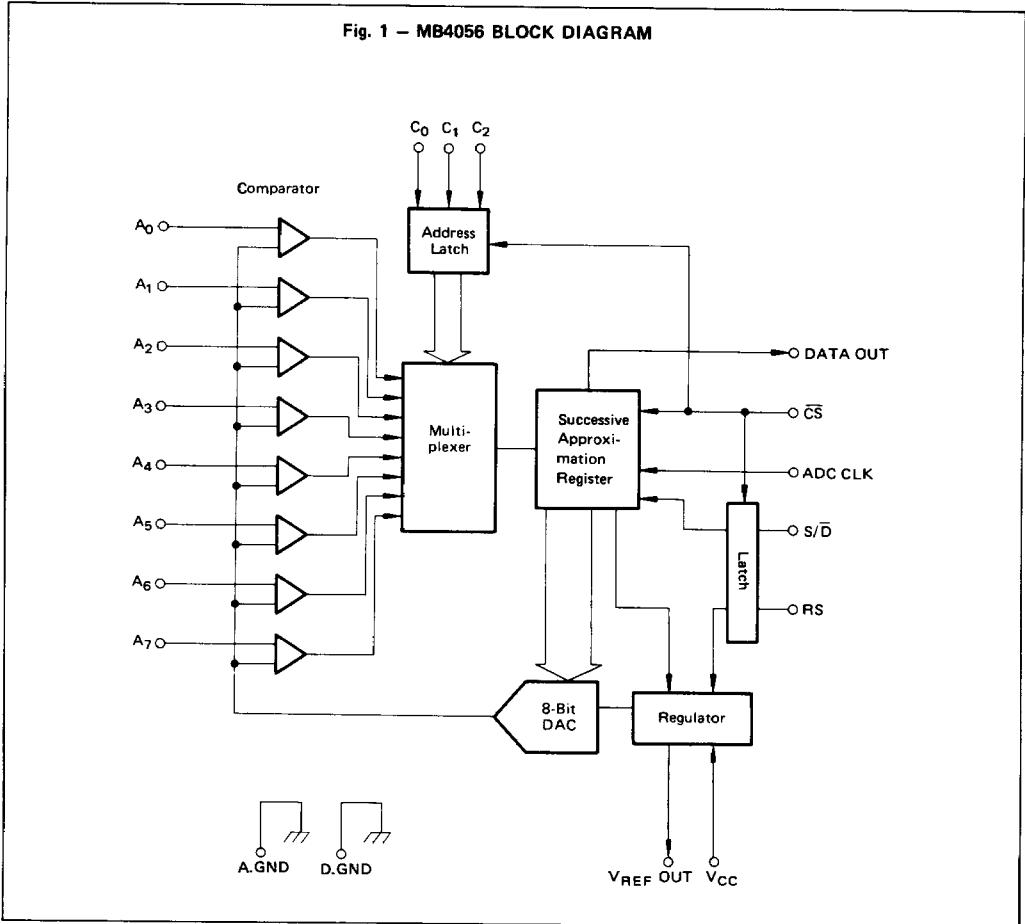 Fig. 1 — MB4056 BLOCK DIAGRAM
C0 C1 C2
Comparator
A0
Address
Latch
A1
A2
DATA OUT
A3
Multi-
plexer
Successive
Approxi-
mation
Register
CS
A4
ADC CLK
A5
S/D
Latch
A6
RS
A7
8-Bit
DAC
Regulator
A.GND D.GND
VREF OUT VCC